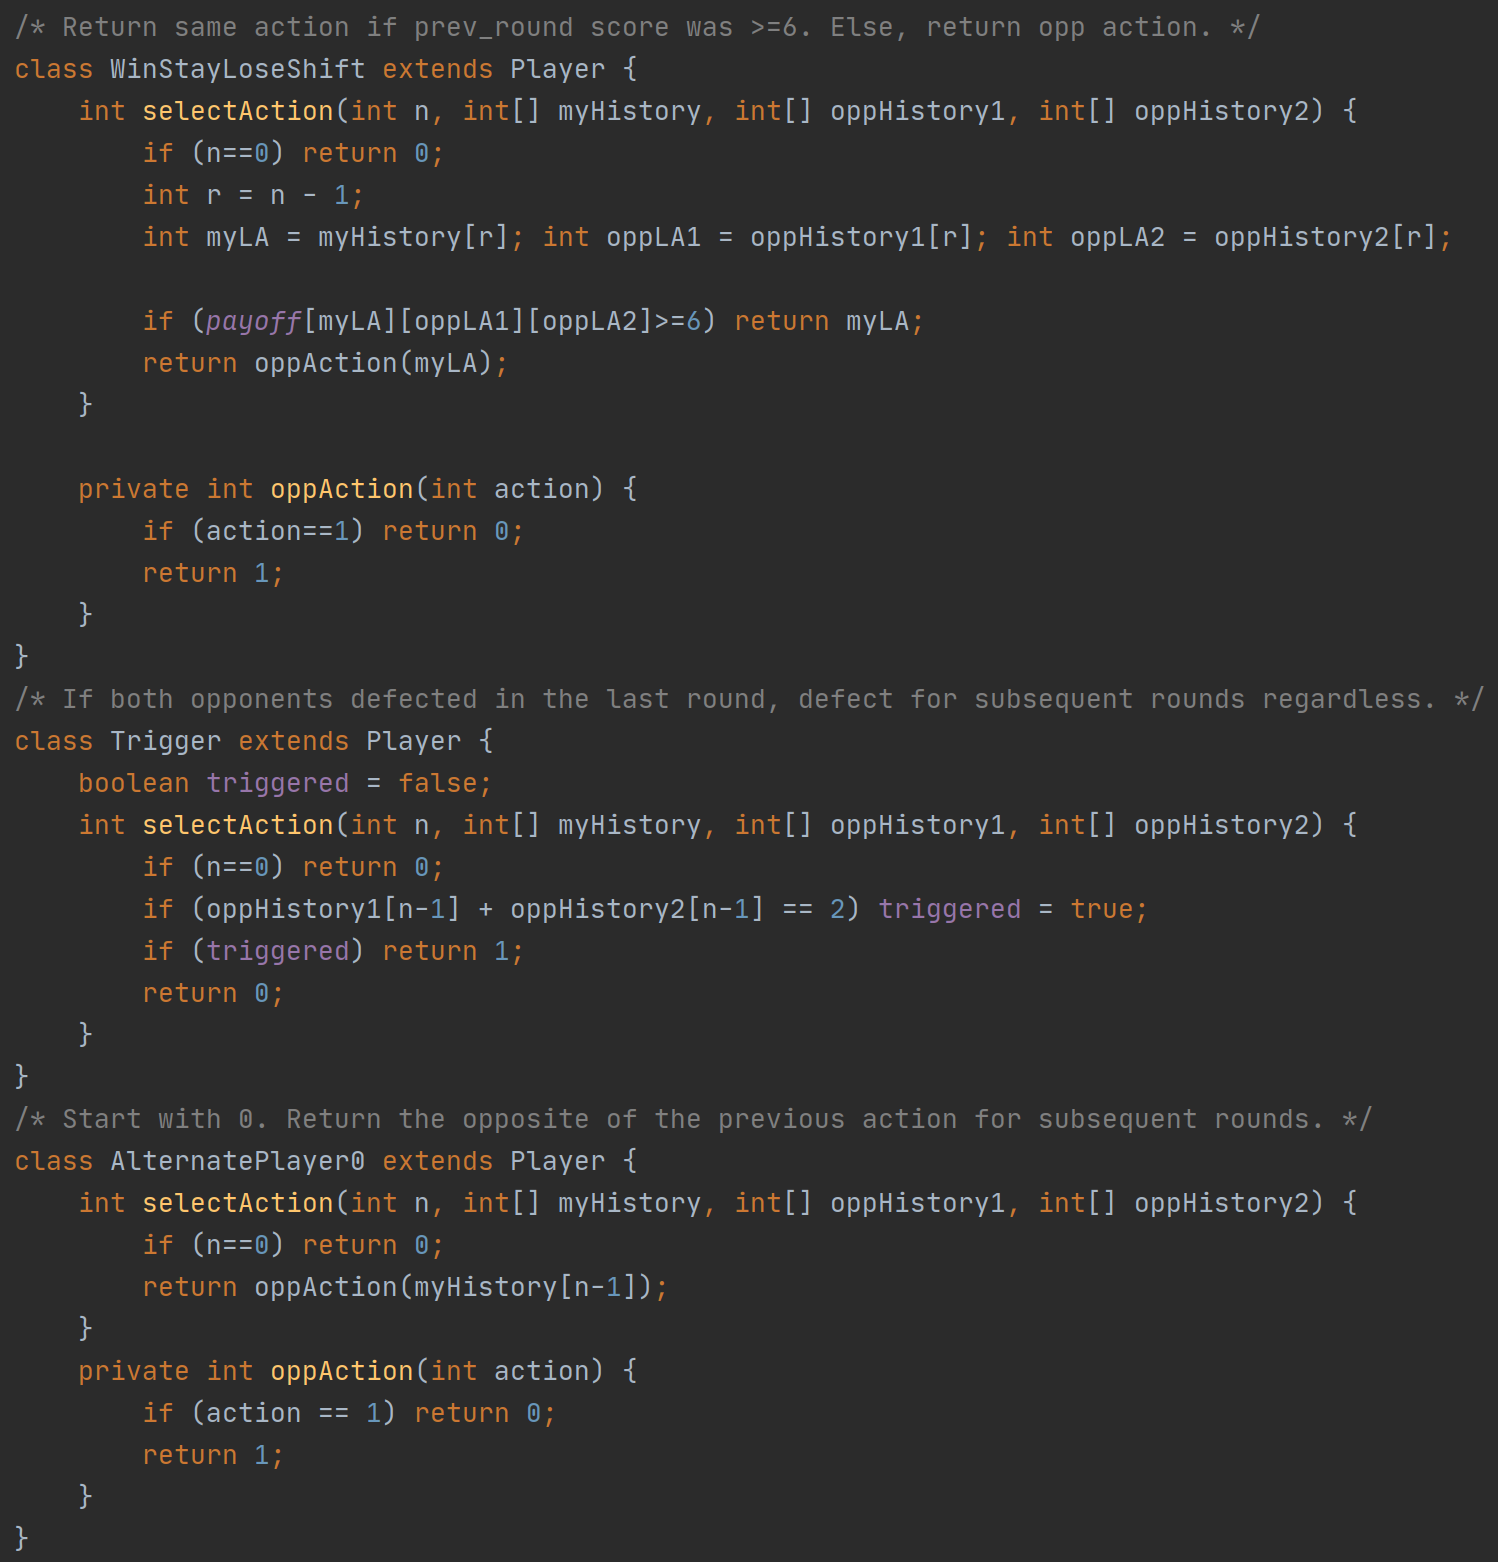 /* Return same action if prev_round score was >=6. Else, return opp action. */
class WinStayLoseShift extends Player {
    int selectAction(int n, int[] myHistory, int[] oppHistory1, int[] oppHistory2) {
        if (n==0) return 0;
        int r = n - 1;
        int myLA = myHistory[r]; int oppLA1 = oppHistory1[r]; int oppLA2 = oppHistory2[r];

        if (payoff[myLA][oppLA1][oppLA2]>=6) return myLA;
        return oppAction(myLA);
    }

    private int oppAction(int action) {
        if (action==1) return 0;
        return 1;
    }
}
/* If both opponents defected in the last round, defect for subsequent rounds regardless. */
class Trigger extends Player {
    boolean triggered = false;
    int selectAction(int n, int[] myHistory, int[] oppHistory1, int[] oppHistory2) {
        if (n==0) return 0;
        if (oppHistory1[n-1] + oppHistory2[n-1] == 2) triggered = true;
        if (triggered) return 1;
        return 0;
    }
}
/* Start with 0. Return the opposite of the previous action for subsequent rounds. */
class AlternatePlayer0 extends Player {
    int selectAction(int n, int[] myHistory, int[] oppHistory1, int[] oppHistory2) {
        if (n==0) return 0;
        return oppAction(myHistory[n-1]);
    }
    private int oppAction(int action) {
        if (action == 1) return 0;
        return 1;
    }
}